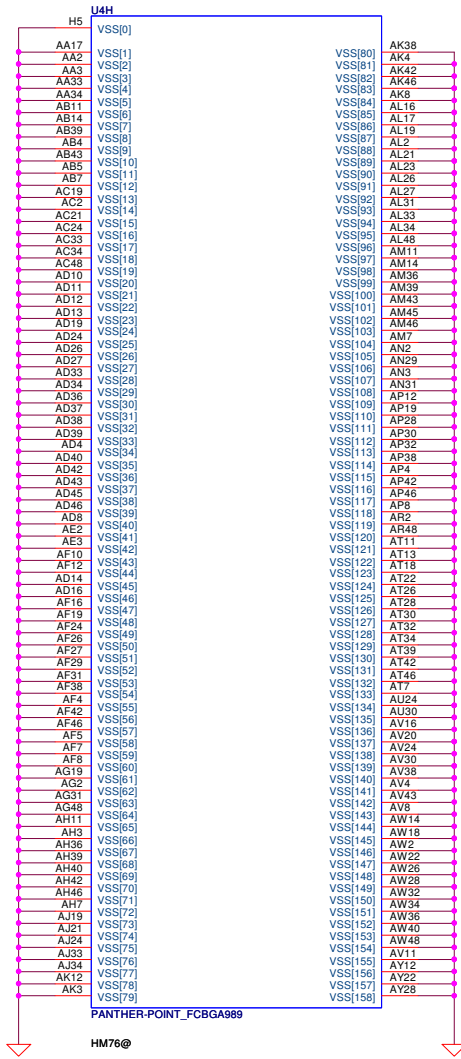 U4H
H5 VSS[0]
AA17 VSS[1] VSS[80] AK38
AA2 VSS[2] VSS[81] AK4
AA3 VSS[3] VSS[82] AK42
AA33 VSS[4] VSS[83] AK46
AA34 VSS[5] VSS[84] AK8
AB11 VSS[6] VSS[85] AL16
AB14 VSS[7] VSS[86] AL17
AB39 VSS[8] VSS[87] AL19
AB4 VSS[9] VSS[88] AL2
AB43 VSS[10] VSS[89] AL21
AB5 VSS[11] VSS[90] AL23
AB7 VSS[12] VSS[91] AL26
AC19 VSS[13] VSS[92] AL27
AC2 VSS[14] VSS[93] AL31
AC21 VSS[15] VSS[94] AL33
AC24 VSS[16] VSS[95] AL34
AC33 VSS[17] VSS[96] AL48
AC34 VSS[18] VSS[97] AM11
AC48 VSS[19] VSS[98] AM14
AD10 VSS[20] VSS[99] AM36
AD11 VSS[21] VSS[100] AM39
AD12 VSS[22] VSS[101] AM43
AD13 VSS[23] VSS[102] AM45
AD19 VSS[24] VSS[103] AM46
AD24 VSS[25] VSS[104] AM7
AD26 VSS[26] VSS[105] AN2
AD27 VSS[27] VSS[106] AN29
AD33 VSS[28] VSS[107] AN3
AD34 VSS[29] VSS[108] AN31
AD36 VSS[30] VSS[109] AP12
AD37 VSS[31] VSS[110] AP19
AD38 VSS[32] VSS[111] AP28
AD39 VSS[33] VSS[112] AP30
AD4 VSS[34] VSS[113] AP32
AD40 VSS[35] VSS[114] AP38
AD42 VSS[36] VSS[115] AP4
AD43 VSS[37] VSS[116] AP42
AD45 VSS[38] VSS[117] AP46
AD46 VSS[39] VSS[118] AP8
AD8 VSS[40] VSS[119] AR2
AE2 VSS[41] VSS[120] AR48
AE3 VSS[42] VSS[121] AT11
AF10 VSS[43] VSS[122] AT13
AF12 VSS[44] VSS[123] AT18
AD14 VSS[45] VSS[124] AT22
AD16 VSS[46] VSS[125] AT26
AF16 VSS[47] VSS[126] AT28
AF19 VSS[48] VSS[127] AT30
AF24 VSS[49] VSS[128] AT32
AF26 VSS[50] VSS[129] AT34
AF27 VSS[51] VSS[130] AT39
AF29 VSS[52] VSS[131] AT42
AF31 VSS[53] VSS[132] AT46
AF38 VSS[54] VSS[133] AT7
AF4 VSS[55] VSS[134] AU24
AF42 VSS[56] VSS[135] AU30
AF46 VSS[57] VSS[136] AV16
AF5 VSS[58] VSS[137] AV20
AF7 VSS[59] VSS[138] AV24
AF8 VSS[60] VSS[139] AV30
AG19 VSS[61] VSS[140] AV38
AG2 VSS[62] VSS[141] AV4
AG31 VSS[63] VSS[142] AV43
AG48 VSS[64] VSS[143] AV8
AH11 VSS[65] VSS[144] AW14
AH3 VSS[66] VSS[145] AW18
AH36 VSS[67] VSS[146] AW2
AH39 VSS[68] VSS[147] AW22
AH40 VSS[69] VSS[148] AW26
AH42 VSS[70] VSS[149] AW28
AH46 VSS[71] VSS[150] AW32
AH7 VSS[72] VSS[151] AW34
AJ19 VSS[73] VSS[152] AW36
AJ21 VSS[74] VSS[153] AW40
AJ24 VSS[75] VSS[154] AW48
AJ33 VSS[76] VSS[155] AV11
AJ34 VSS[77] VSS[156] AY12
AK12 VSS[78] VSS[157] AY22
AK3 VSS[79] VSS[158] AY28
PANTHER-POINT_FCBGA989
HM76@